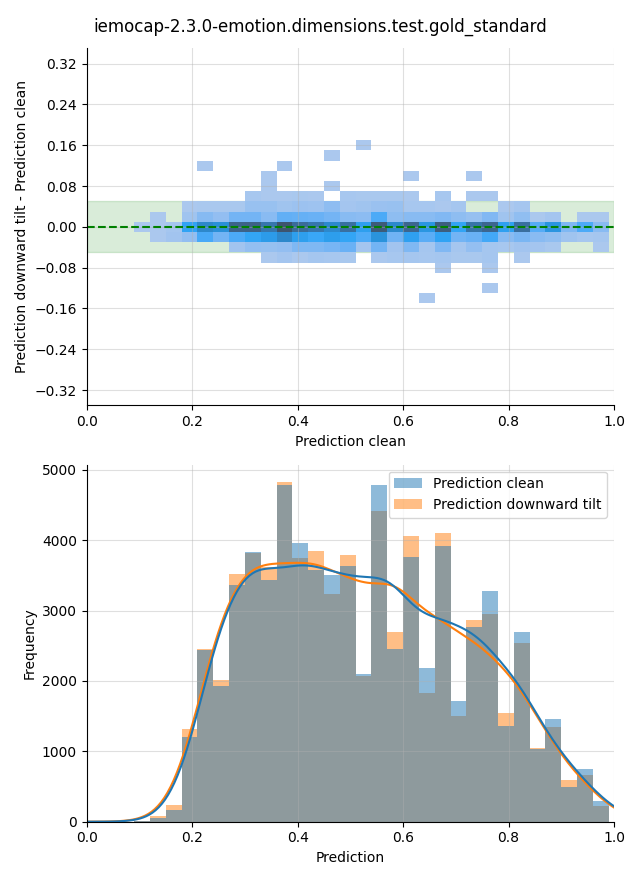 iemocap-2.3.0-emotion.dimensions.test.gold_standard
Prediction downward tilt - Prediction clean
0.32
0.24
0.16
0.08
0.00
−0.08
−0.16
−0.24
−0.32
0.0 0.2 0.4 0.6 0.8 1.0
Prediction clean
Frequency
5000
4000
3000
2000
1000
0
Prediction clean
Prediction downward tilt
0.0 0.2 0.4 0.6 0.8 1.0
Prediction